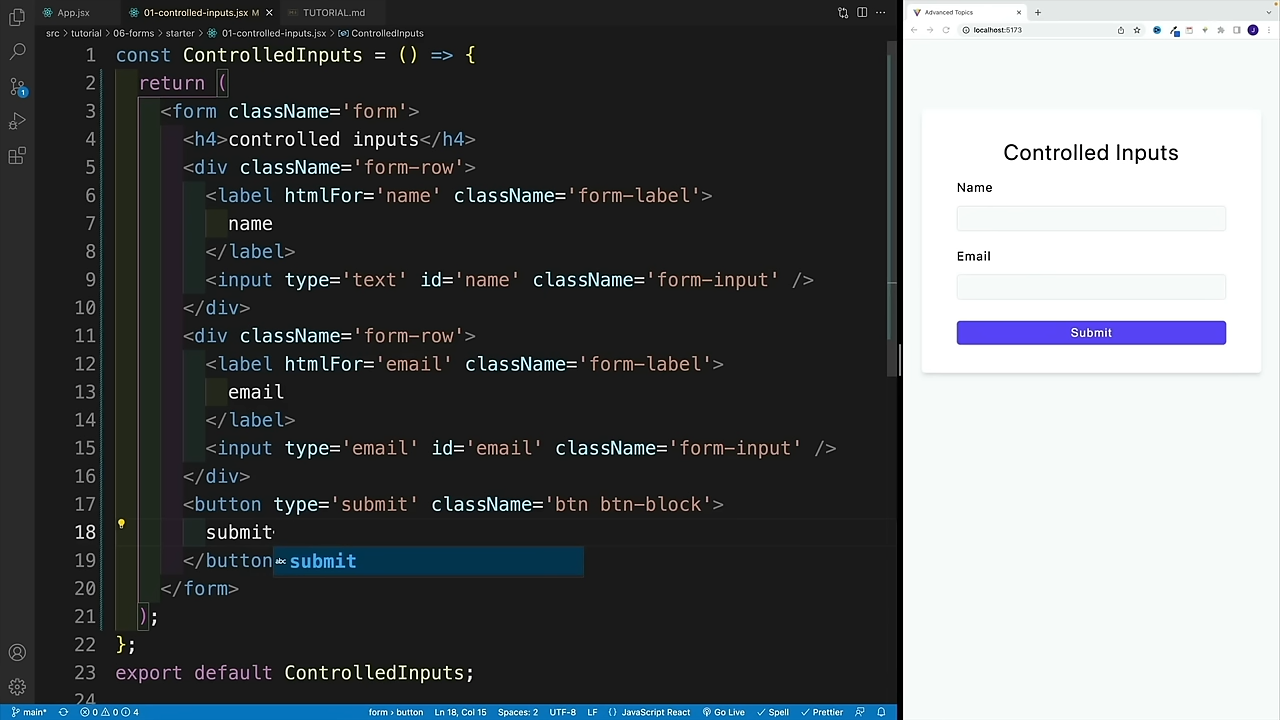 App.jsx
01-controlled-inputs.jsx M
TUTORIAL.md
src > tutorial > 06-forms > starter > 01-controlled-inputs.jsx > ControlledInputs
1 const ControlledInputs = () => {
2 return (
3 <form className='form'>
4 <h4>controlled inputs</h4>
5 <div className='form-row'>
6 <label htmlFor='name' className='form-label'>
7 name
8 </label>
9 <input type='text' id='name' className='form-input' />
10 </div>
11 <div className='form-row'>
12 <label htmlFor='email' className='form-label'>
13 email
14 </label>
15 <input type='email' id='email' className='form-input' />
16 </div>
17 <button type='submit' className='btn btn-block'>
18 submit
19 </button
abc submit
20 </form>
21 );
22 };
23 export default ControlledInputs;
24
1
main*
0 0 4
form > button
Ln 18, Col 15
Spaces: 2
UTF-8
LF
JavaScript React
Go Live
Spell
Prettier
Advanced Topics
localhost:5173
J
Controlled Inputs
Name
Email
Submit